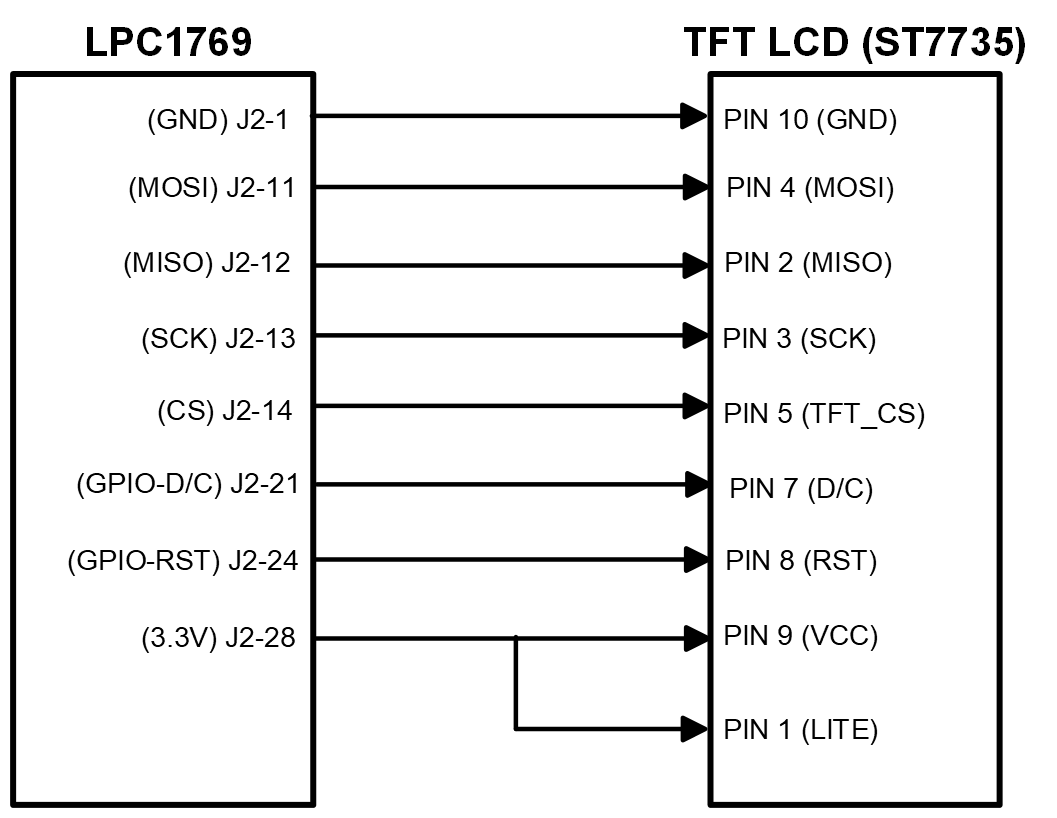 LPC1769 TFT LCD (ST7735)
(GND) J2-1 PIN 10 (GND)
(MOSI) J2-11 PIN 4 (MOSI)
(MISO) J2-12 PIN 2 (MISO)
(SCK) J2-13 PIN 3 (SCK)
(CS) J2-14 PIN 5 (TFT_CS)
(GPIO-D/C) J2-21 PIN 7 (D/C)
(GPIO-RST) J2-24 PIN 8 (RST)
(3.3V) J2-28 PIN 9 (VCC)
PIN 1 (LITE)